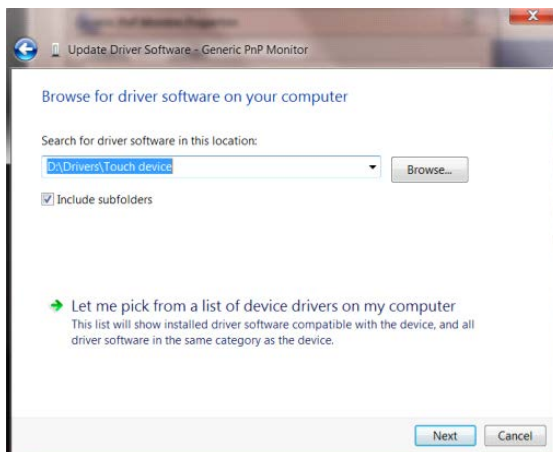 Update Driver Software - Generic PnP Monitor
Browse for driver software on your computer
Search for driver software in this location:
D:\Drivers\Touch device
Browse...
Include subfolders
Let me pick from a list of device drivers on my computer
This list will show installed driver software compatible with the device, and all
driver software in the same category as the device.
Next
Cancel